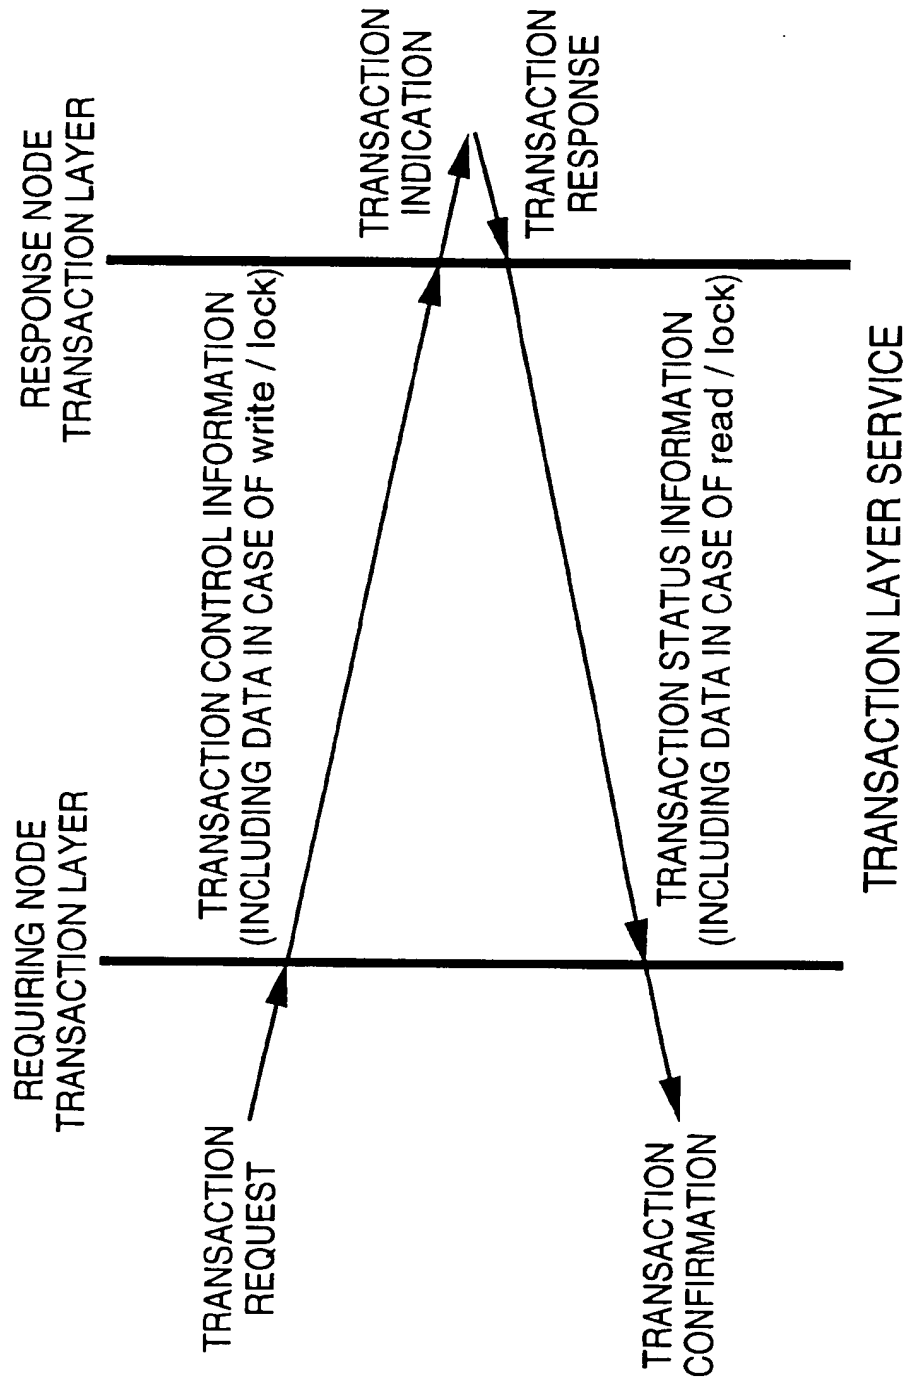 REQUIRING NODE
TRANSACTION LAYER
RESPONSE NODE
TRANSACTION LAYER
TRANSACTION
REQUEST
TRANSACTION CONTROL INFORMATION
(INCLUDING DATA IN CASE OF write / lock)
TRANSACTION
INDICATION
TRANSACTION
RESPONSE
TRANSACTION STATUS INFORMATION
(INCLUDING DATA IN CASE OF read / lock)
TRANSACTION
CONFIRMATION
TRANSACTION LAYER SERVICE